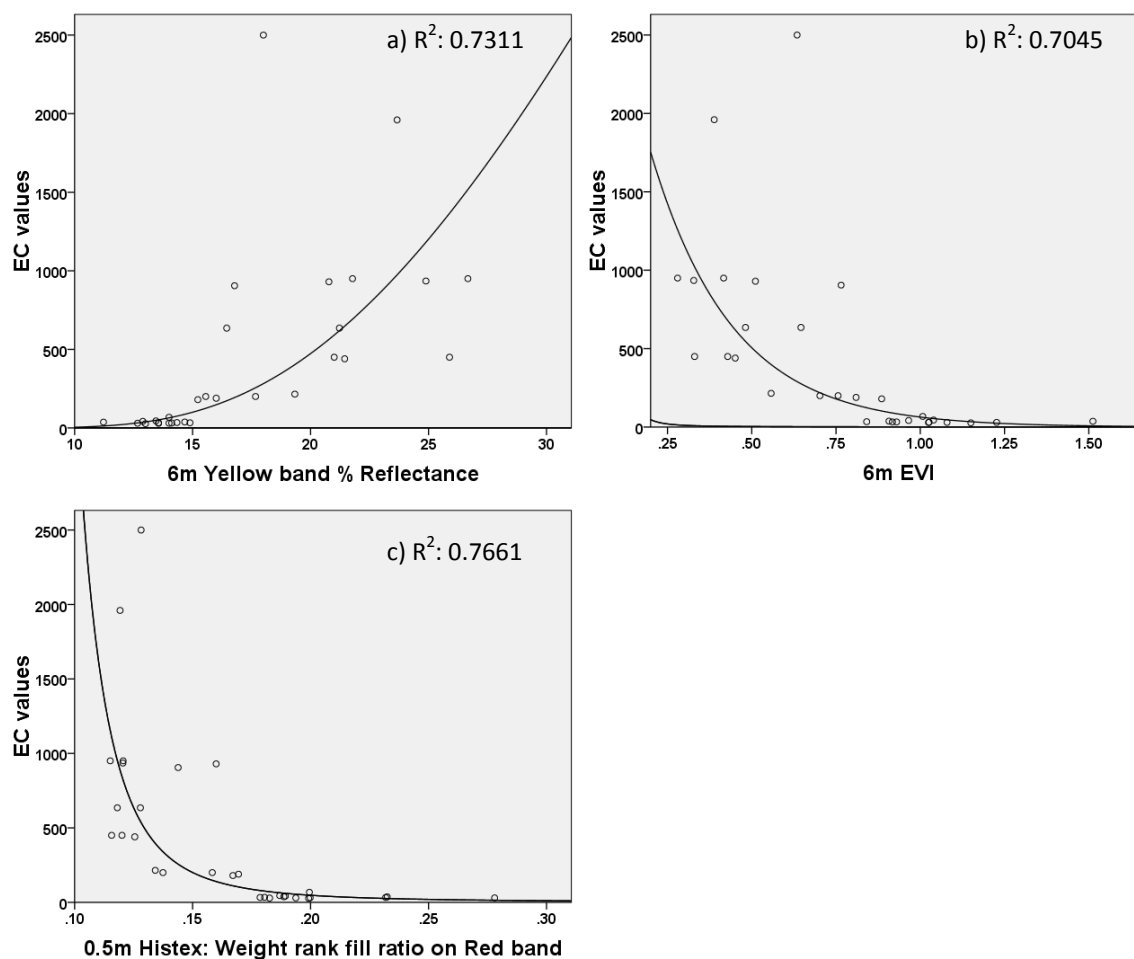 a) R²: 0.7311
2500
2000
1500
1000
500
0
EC values
10 15 20 25 30
6m Yellow band % Reflectance
b) R²: 0.7045
2500
2000
1500
1000
500
0
EC values
.25 .50 .75 1.00 1.25 1.50
6m EVI
c) R²: 0.7661
2500
2000
1500
1000
500
0
EC values
.10 .15 .20 .25 .30
0.5m Histex: Weight rank fill ratio on Red band